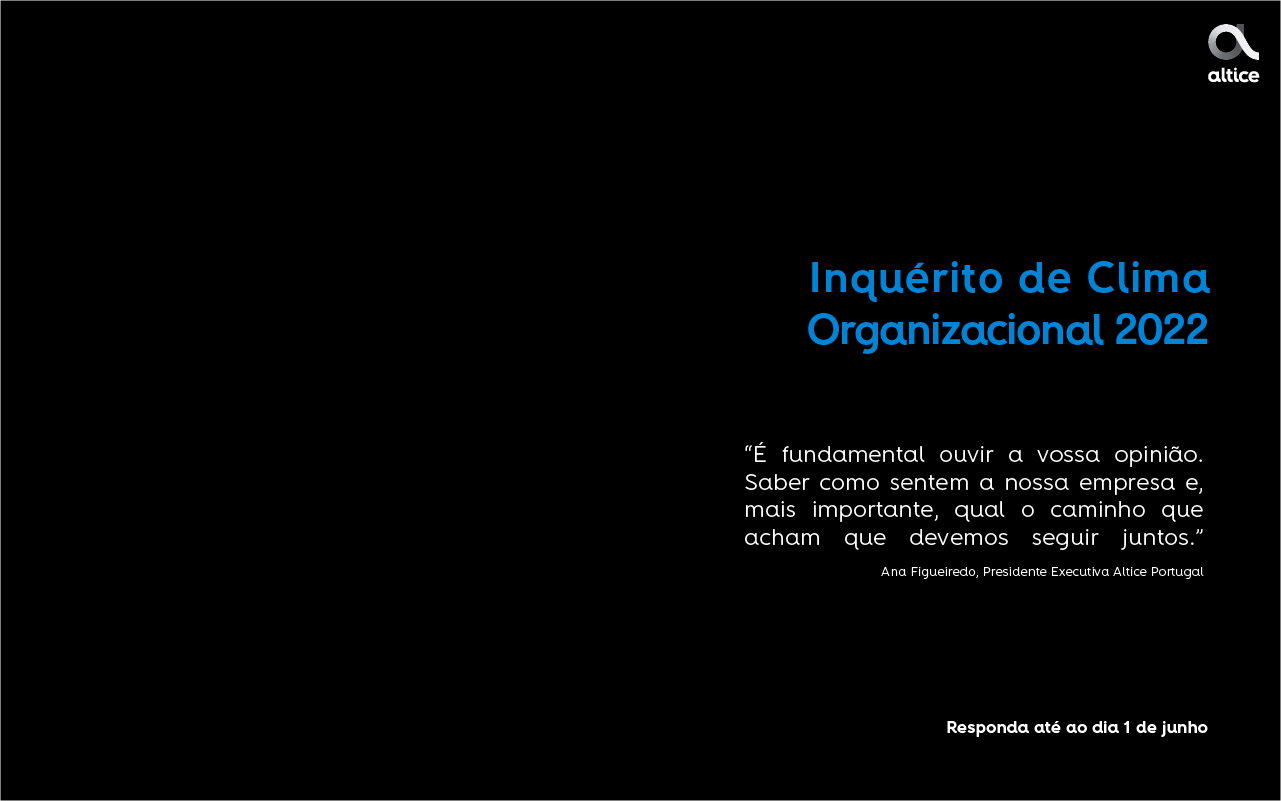 altice
Inquérito de Clima
Organizacional 2022
“É fundamental ouvir a vossa opinião.
Saber como sentem a nossa empresa e,
mais importante, qual o caminho que
acham que devemos seguir juntos.”
Ana Figueiredo, Presidente Executiva Altice Portugal
Responda até ao dia 1 de junho